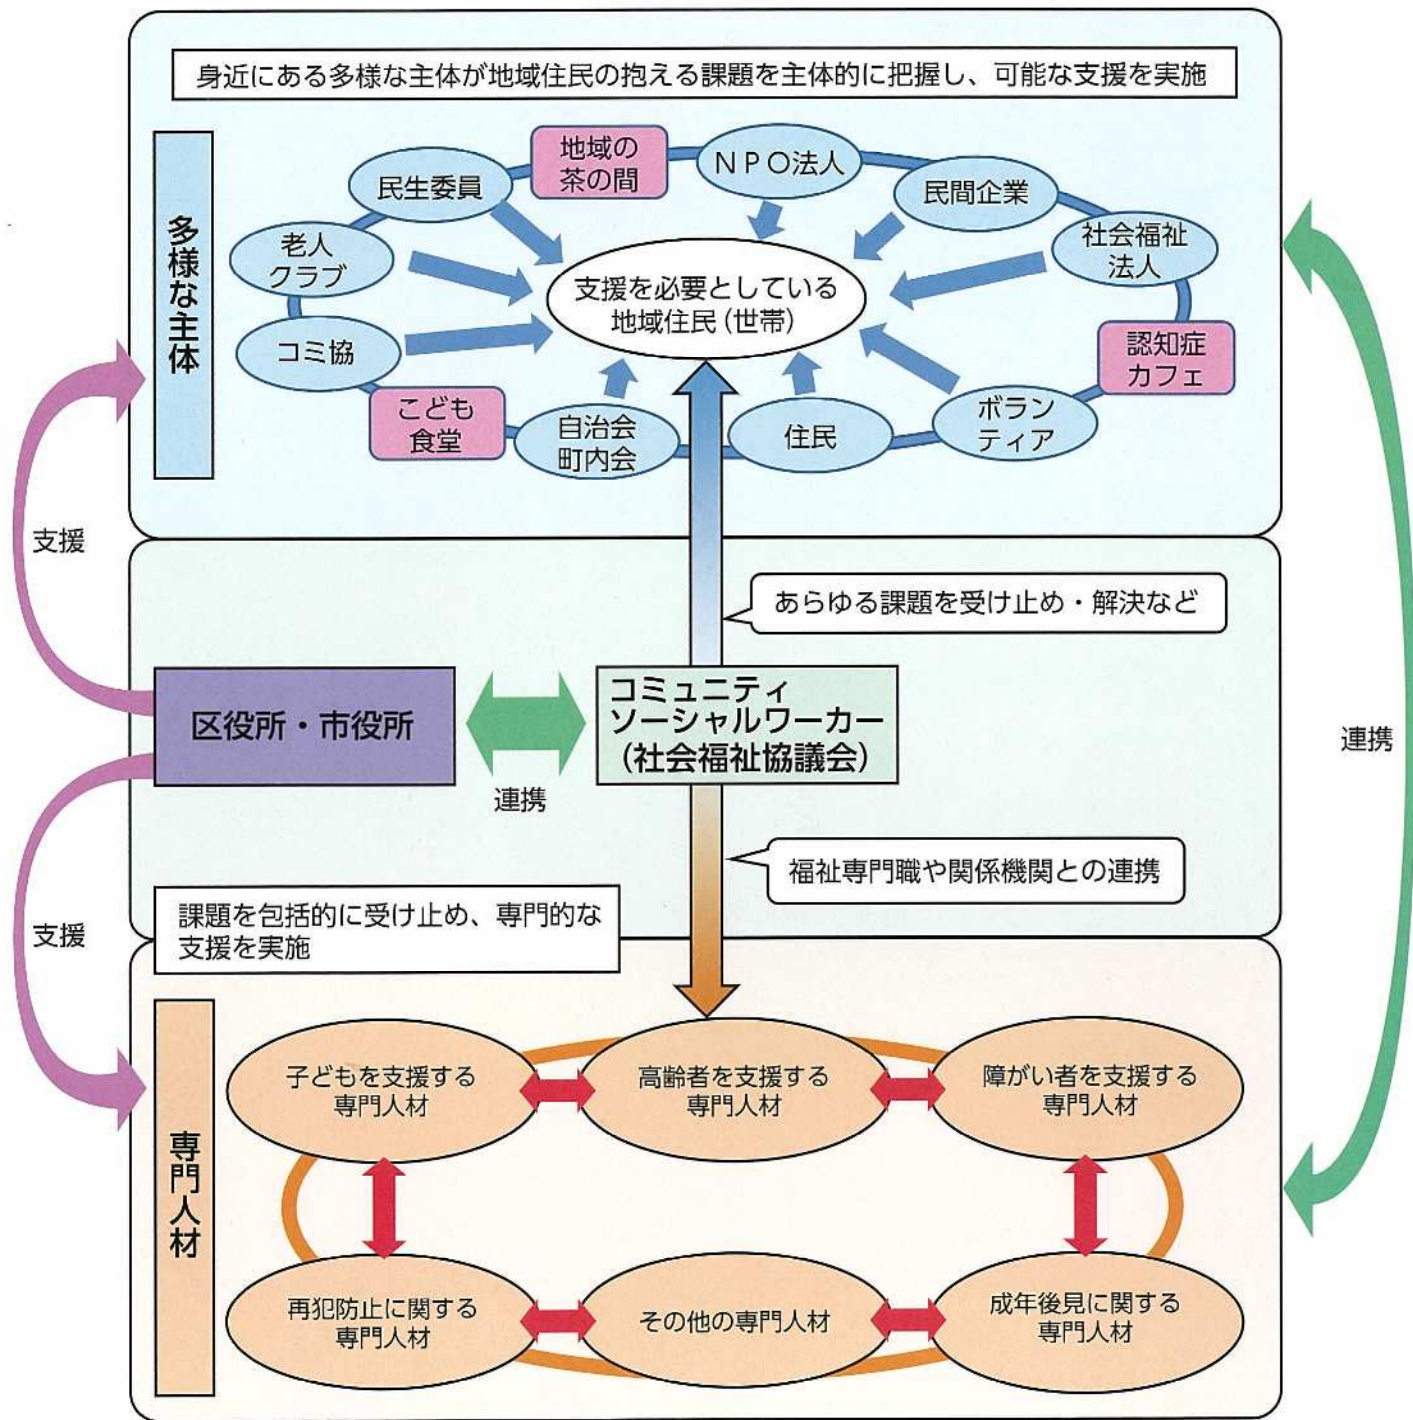 身近にある多様な主体が地域住民の抱える課題を主体的に把握し、可能な支援を実施
多様な主体
地域の
茶の間
ＮＰＯ法人
民生委員
民間企業
老人
クラブ
社会福祉
法人
支援を必要としている
地域住民（世帯）
コミ協
認知症
カフェ
こども
食堂
自治会
町内会
住民
ボラン
ティア
支援
あらゆる課題を受け止め・解決など
区役所・市役所
連携
コミュニティ
ソーシャルワーカー
（社会福祉協議会）
連携
福祉専門職や関係機関との連携
支援
課題を包括的に受け止め、専門的な
支援を実施
専門人材
子どもを支援する
専門人材
高齢者を支援する
専門人材
障がい者を支援する
専門人材
再犯防止に関する
専門人材
その他の専門人材
成年後見に関する
専門人材